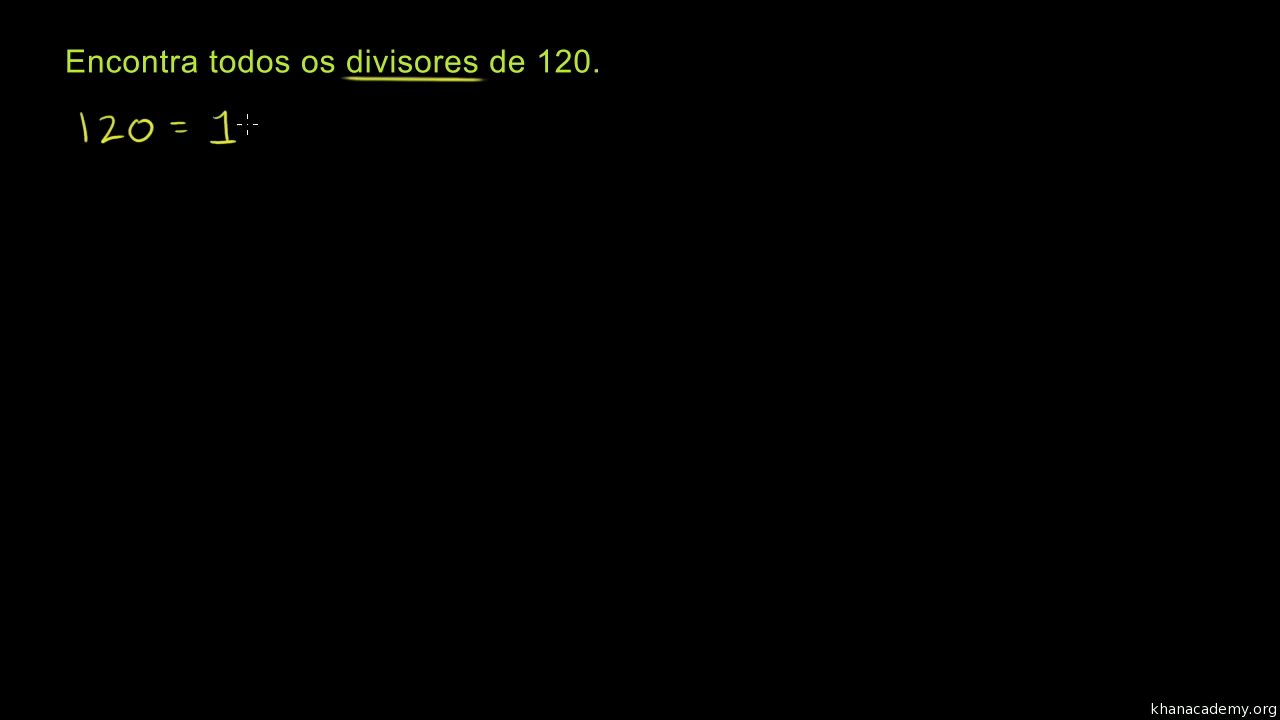 Encontra todos os divisores de 120.
120 = 1
khanacademy.org